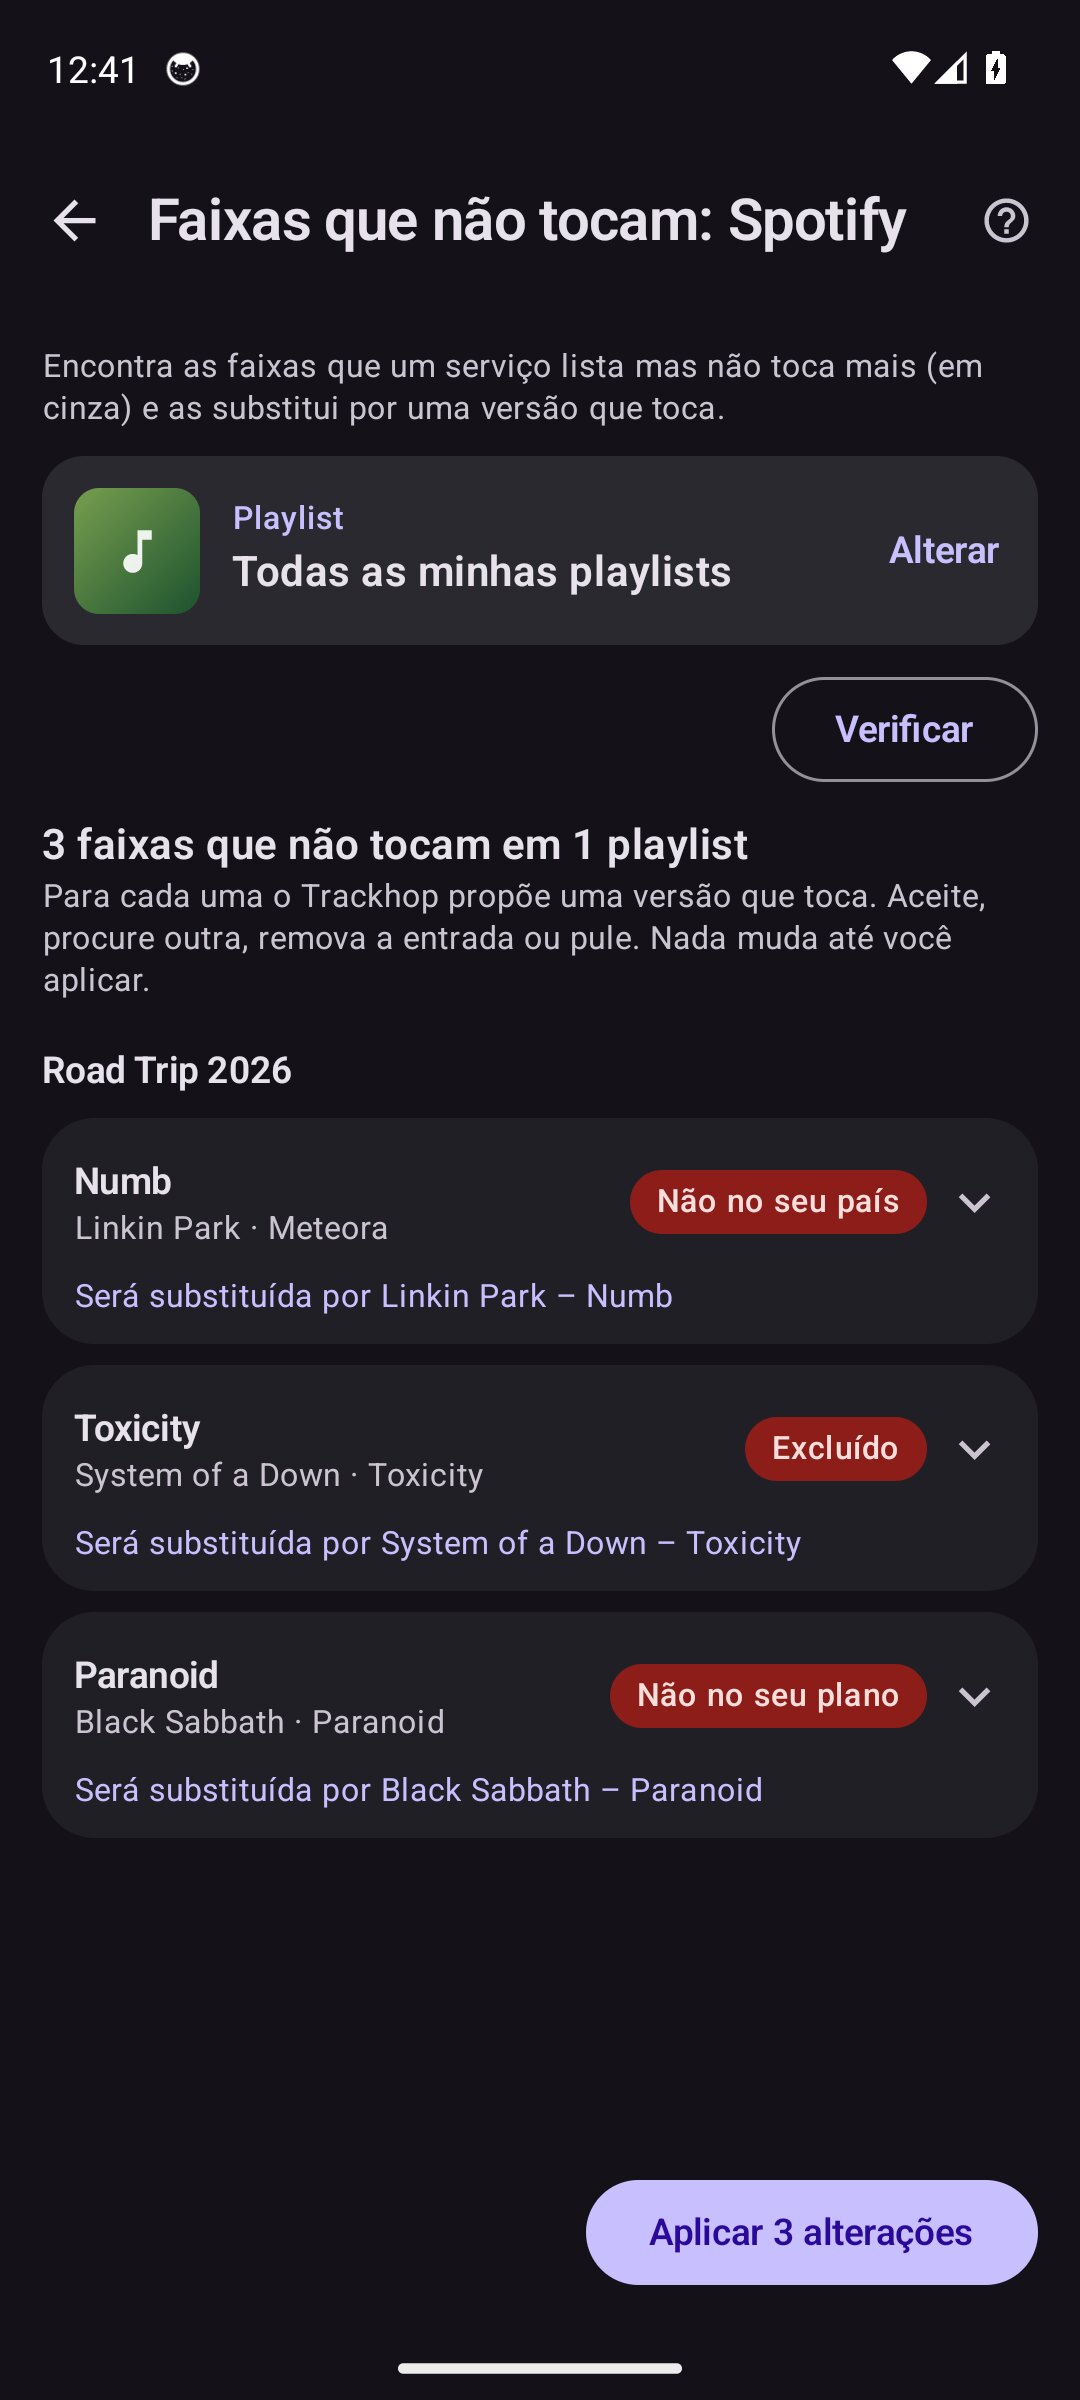 12:41
Faixas que não tocam: Spotify
Encontra as faixas que um serviço lista mas não toca mais (em
cinza) e as substitui por uma versão que toca.
Playlist
Todas as minhas playlists
Alterar
Verificar
3 faixas que não tocam em 1 playlist
Para cada uma o Trackhop propõe uma versão que toca. Aceite,
procure outra, remova a entrada ou pule. Nada muda até você
aplicar.
Road Trip 2026
Numb
Linkin Park · Meteora
Não no seu país
Será substituída por Linkin Park – Numb
Toxicity
System of a Down · Toxicity
Excluído
Será substituída por System of a Down – Toxicity
Paranoid
Black Sabbath · Paranoid
Não no seu plano
Será substituída por Black Sabbath – Paranoid
Aplicar 3 alterações